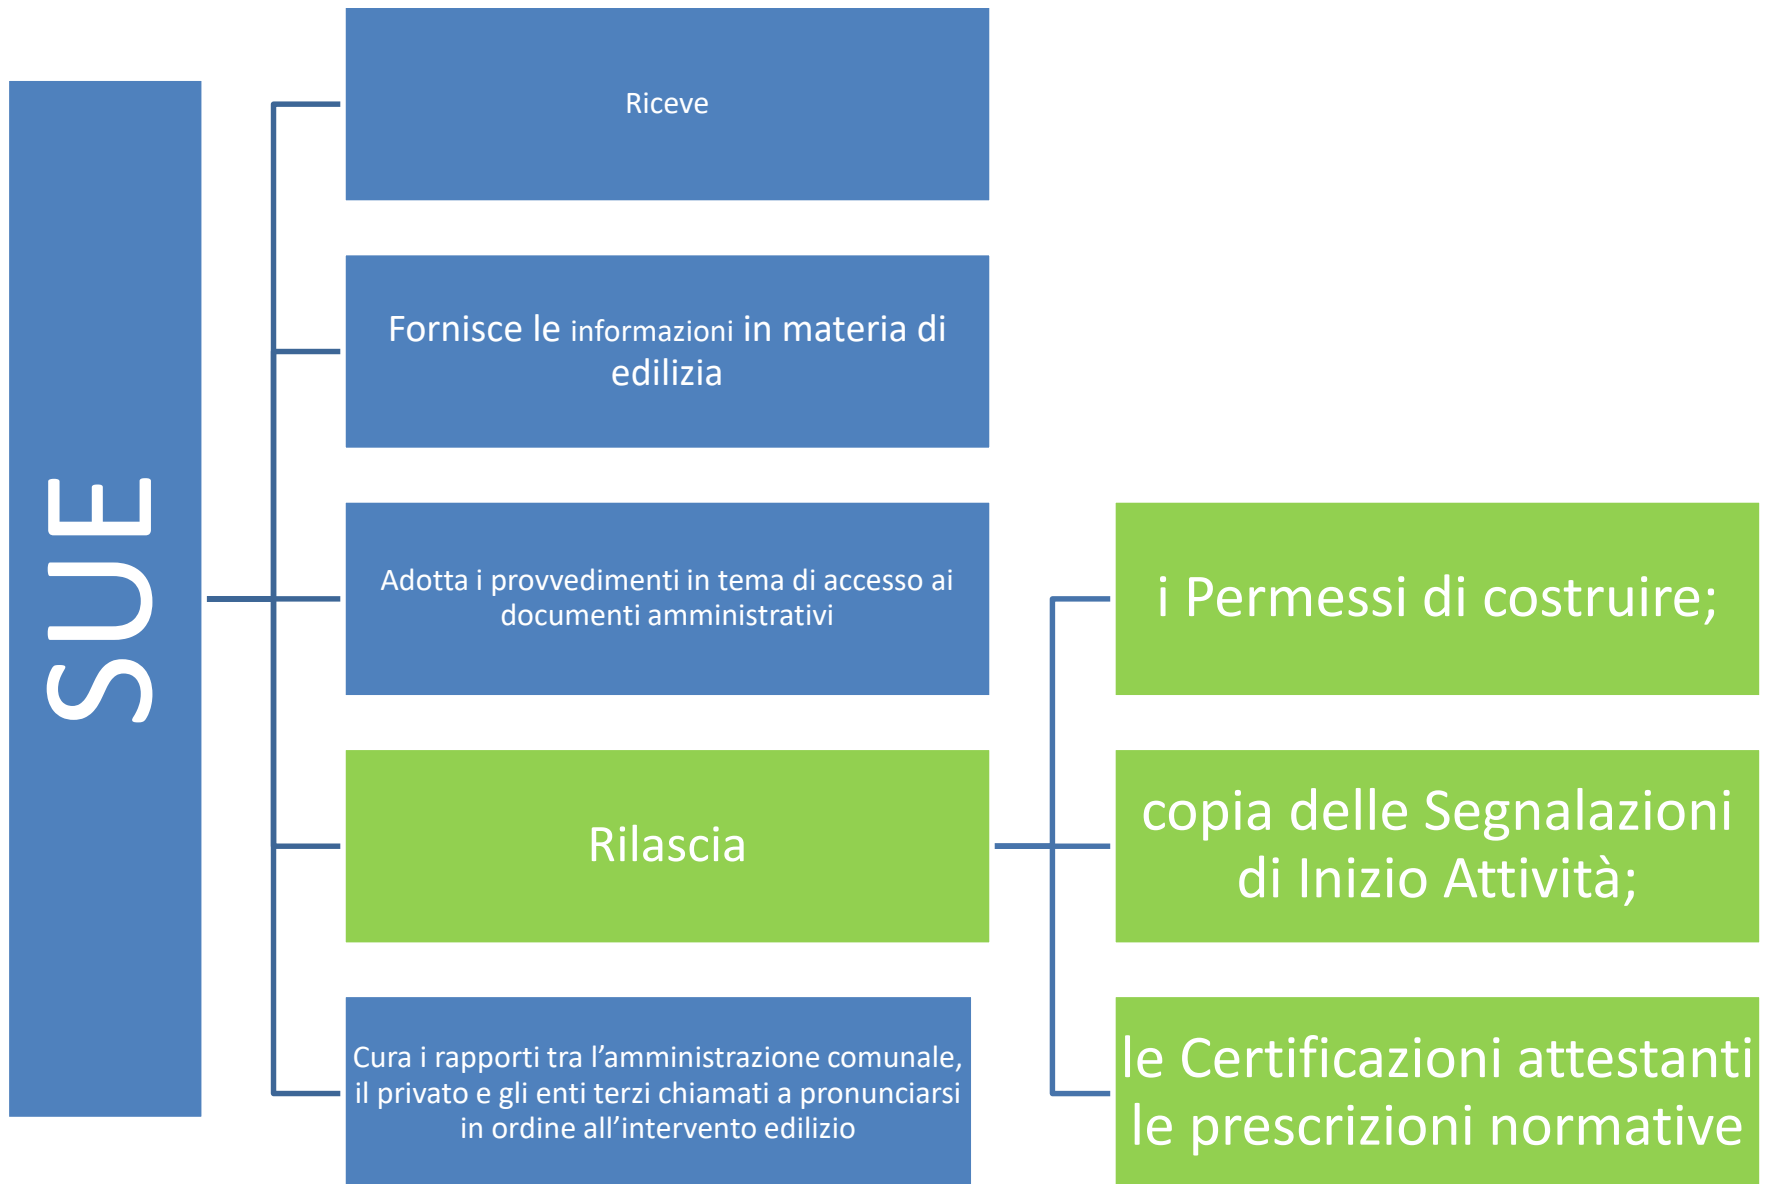 SUE
Riceve
Fornisce le informazioni in materia di
edilizia
Adotta i provvedimenti in tema di accesso ai
documenti amministrativi
Rilascia
Cura i rapporti tra l’amministrazione comunale,
il privato e gli enti terzi chiamati a pronunciarsi
in ordine all’intervento edilizio
i Permessi di costruire;
copia delle Segnalazioni
di Inizio Attività;
le Certificazioni attestanti
le prescrizioni normative